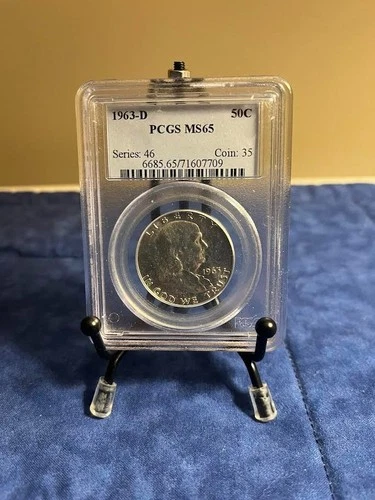 1963-D 50C
PCGS MS65
Series: 46 Coin: 35
6685.65/71607709
LIBERTY
1963
IN GOD WE TRUST